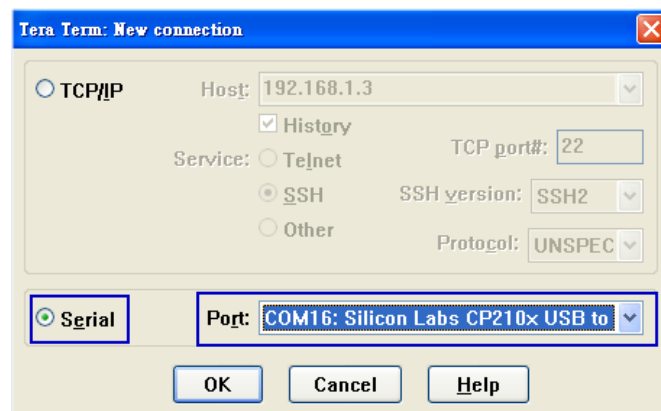 Tera Term: New connection
TCP/IP Host: 192.168.1.3
History
Service: Telnet TCP port#: 22
SSH SSH version: SSH2
Other Protocol: UNSPEC
Serial Port: COM16: Silicon Labs CP210x USB to
OK Cancel Help